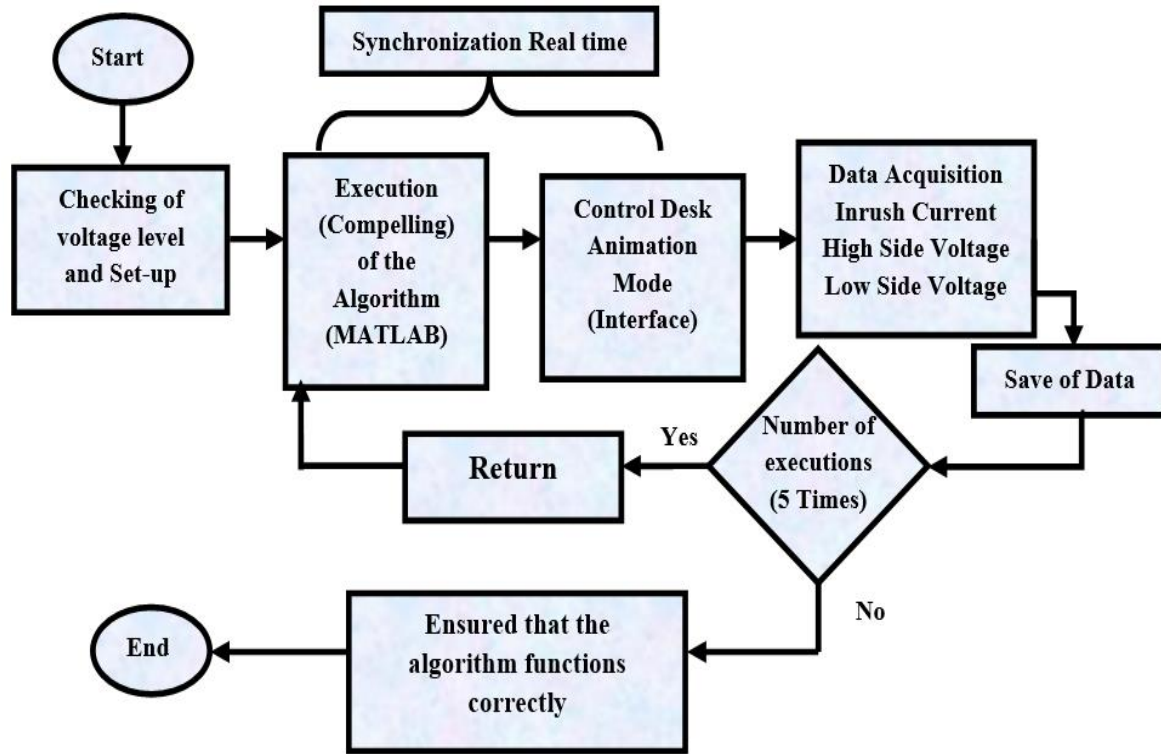 Start
Synchronization Real time
Checking of
voltage level
and Set-up
Execution
(Compelling)
of the
Algorithm
(MATLAB)
Control Desk
Animation
Mode
(Interface)
Data Acquisition
Inrush Current
High Side Voltage
Low Side Voltage
Save of Data
Number of
executions
(5 Times)
Yes
Return
No
Ensured that the
algorithm functions
correctly
End